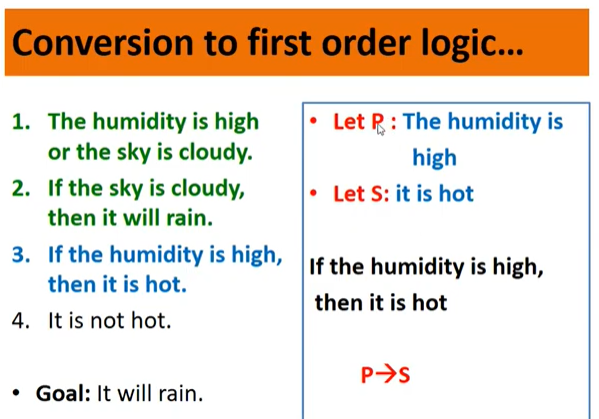 Conversion to first order logic...
1. The humidity is high
or the sky is cloudy.
2. If the sky is cloudy,
then it will rain.
3. If the humidity is high,
then it is hot.
4. It is not hot.
• Goal: It will rain.
• Let P : The humidity is
high
• Let S: it is hot
If the humidity is high,
then it is hot
P→S